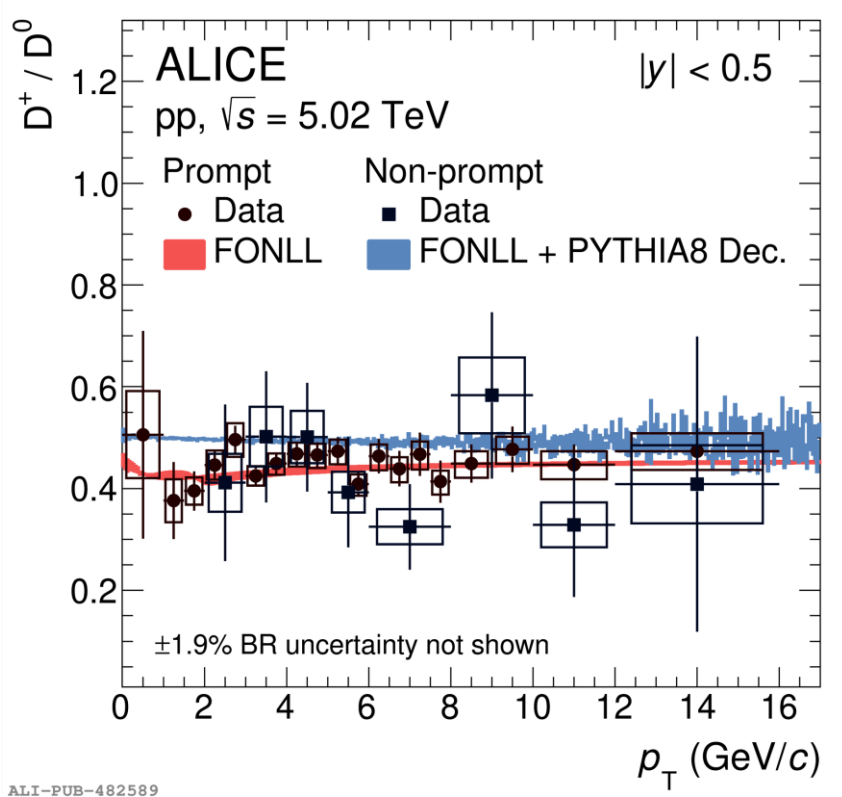 D⁺ / D⁰
ALICE
|y| < 0.5
pp, √s = 5.02 TeV
Prompt Non-prompt
Data Data
FONLL FONLL + PYTHIA8 Dec.
1.2
1.0
0.8
0.6
0.4
0.2
±1.9% BR uncertainty not shown
0 2 4 6 8 10 12 14 16
p_T (GeV/c)
ALI−PUB−482589